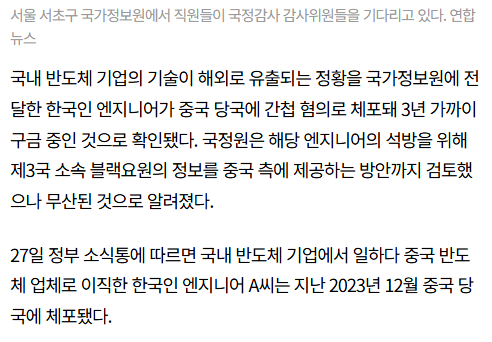 서울 서초구 국가정보원에서 직원들이 국정감사 감사위원들을 기다리고 있다. 연합
뉴스
국내 반도체 기업의 기술이 해외로 유출되는 정황을 국가정보원에 전
달한 한국인 엔지니어가 중국 당국에 간첩 혐의로 체포돼 3년 가까이
구금 중인 것으로 확인됐다. 국정원은 해당 엔지니어의 석방을 위해
제3국 소속 블랙요원의 정보를 중국 측에 제공하는 방안까지 검토했
으나 무산된 것으로 알려졌다.
27일 정부 소식통에 따르면 국내 반도체 기업에서 일하다 중국 반도
체 업체로 이직한 한국인 엔지니어 A씨는 지난 2023년 12월 중국 당
국에 체포됐다.